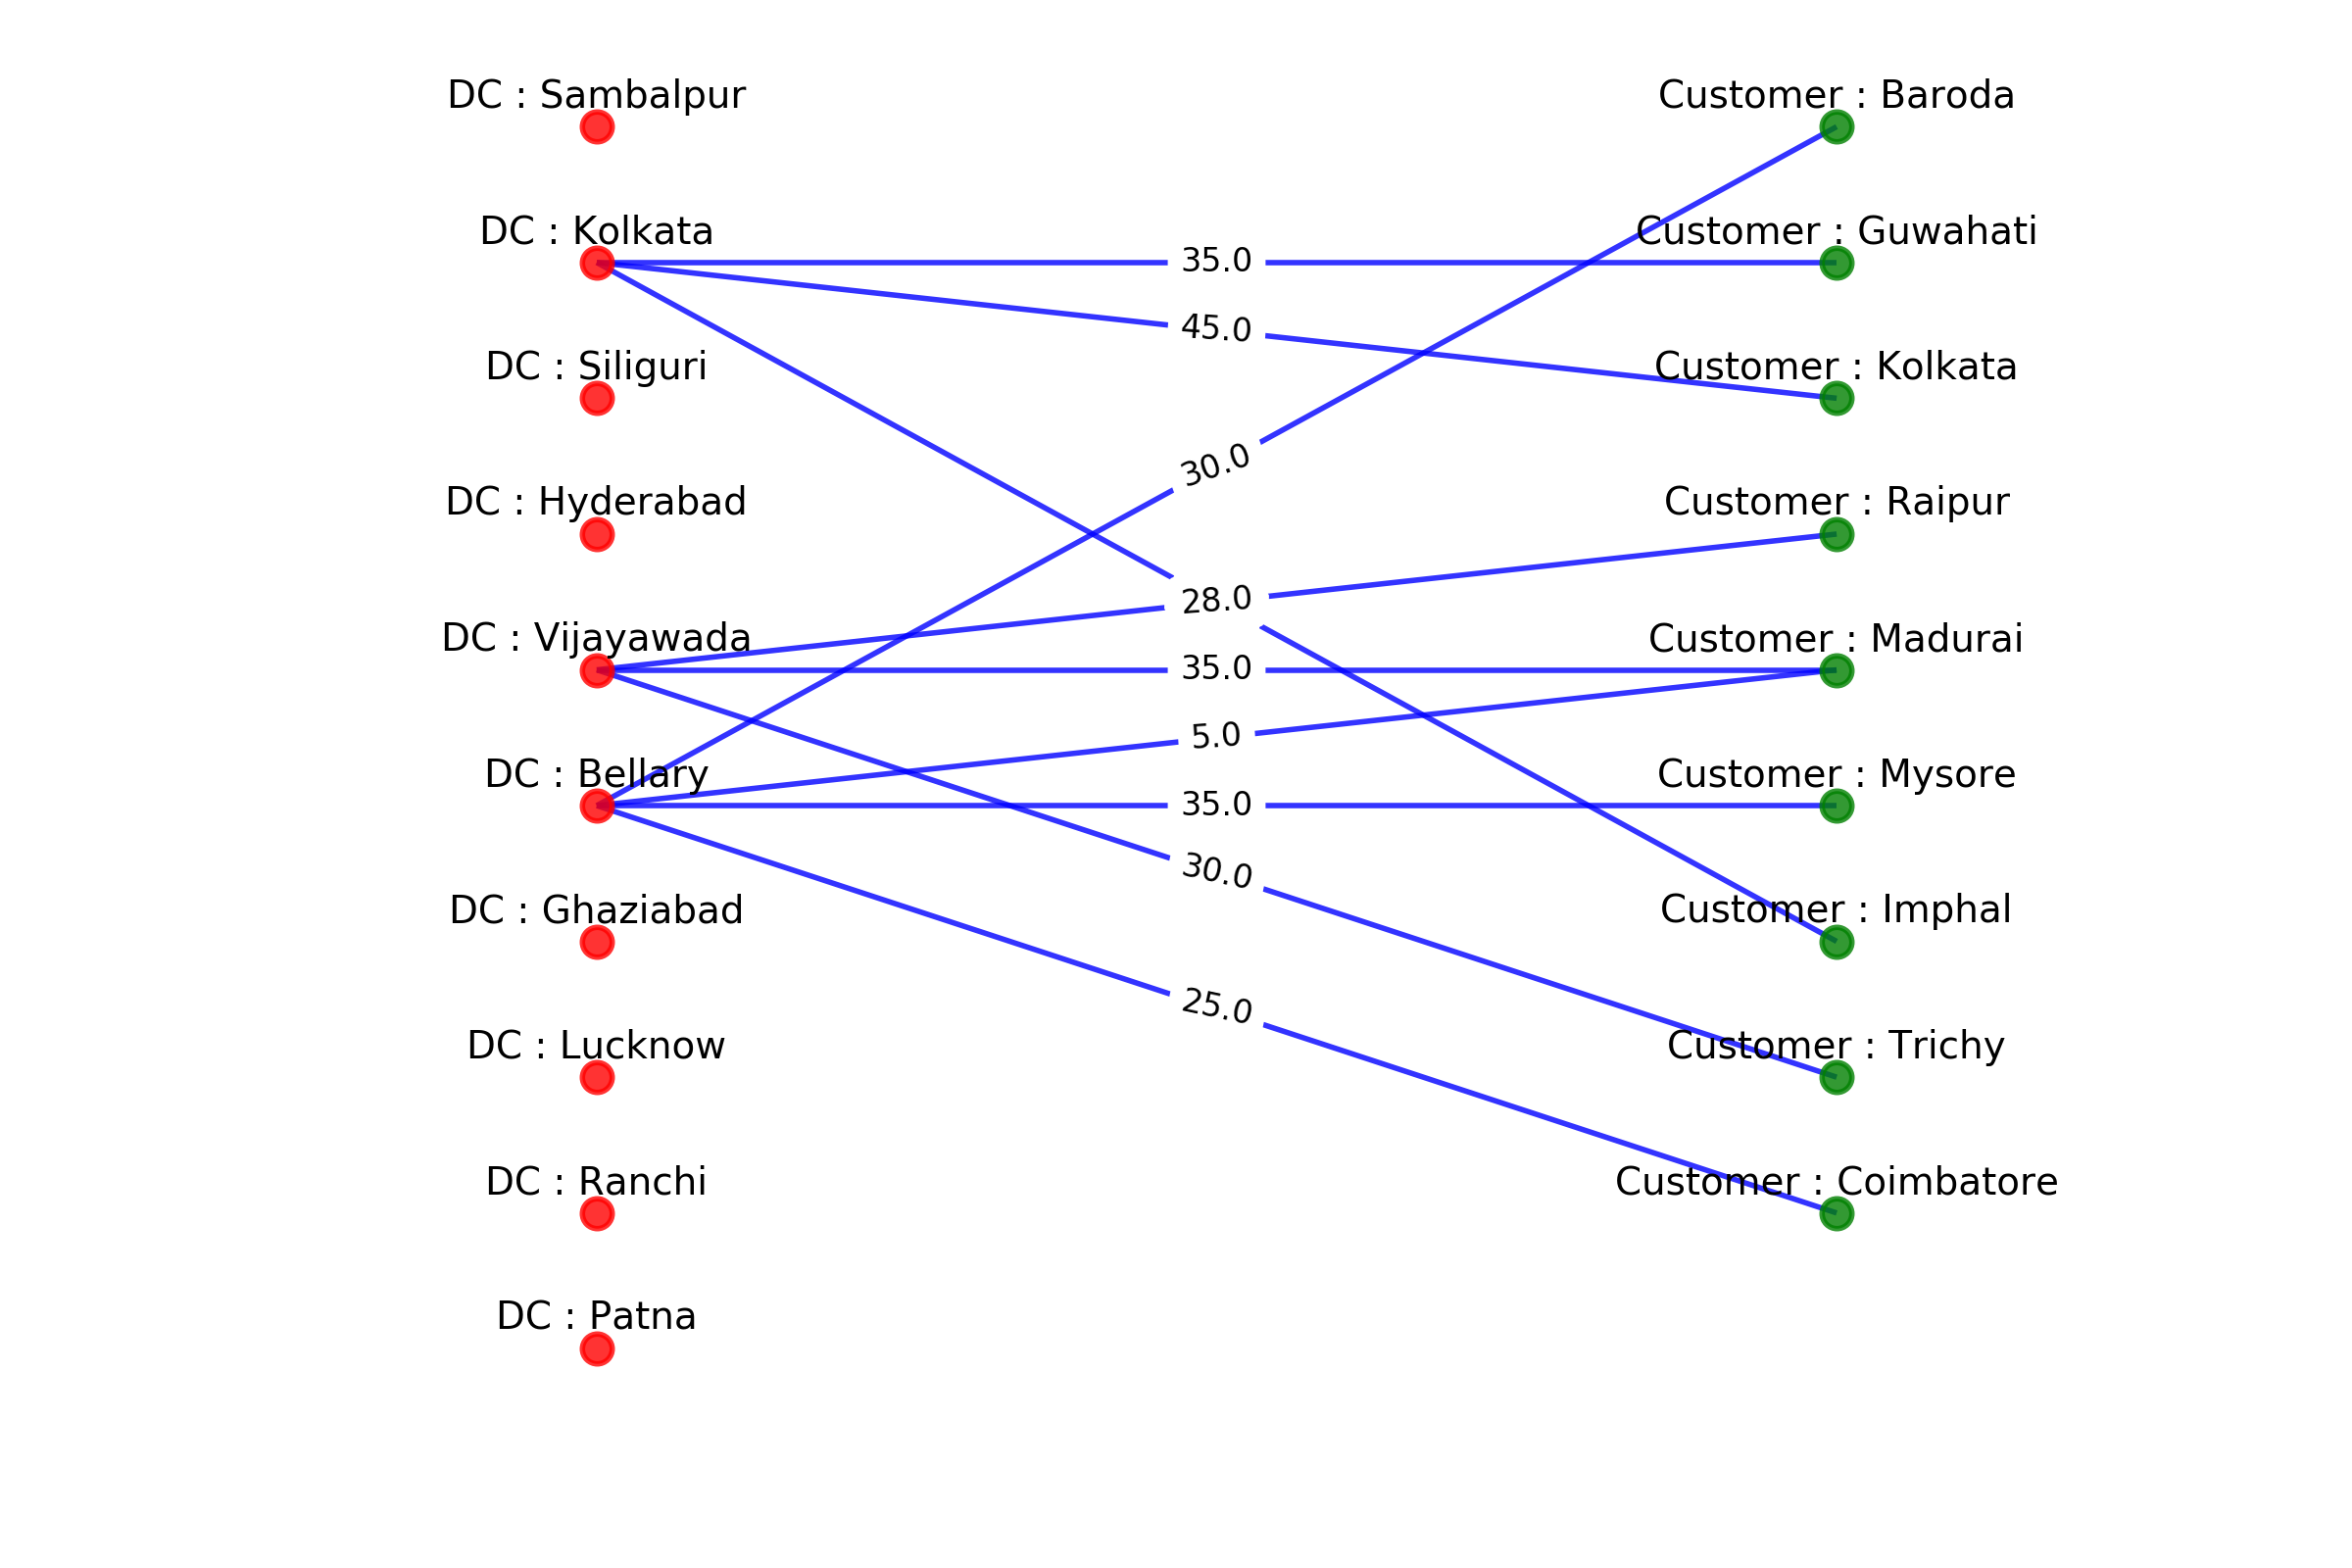 DC : Sambalpur
Customer : Baroda
DC : Kolkata
Customer : Guwahati
35.0
45.0
DC : Siliguri
Customer : Kolkata
30.0
DC : Hyderabad
Customer : Raipur
28.0
DC : Vijayawada
Customer : Madurai
35.0
5.0
DC : Bellary
Customer : Mysore
35.0
30.0
DC : Ghaziabad
Customer : Imphal
25.0
DC : Lucknow
Customer : Trichy
DC : Ranchi
Customer : Coimbatore
DC : Patna